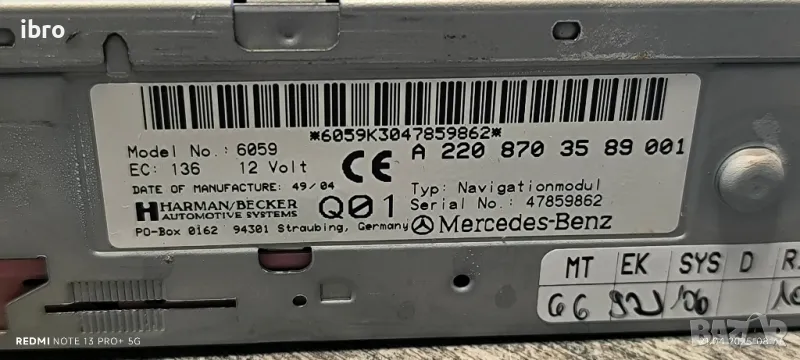 ibro
*6059K3047859862*
Model No.: 6059
EC: 136 12 Volt
CE
A 220 870 35 89 001
DATE OF MANUFACTURE: 49/04
Typ: Navigationmodul
HARMAN/BECKER
AUTOMOTIVE SYSTEMS
Q01
Serial No.: 47859862
PO-Box 0162 94301 Straubing, Germany
Mercedes-Benz
MT EK SYS D
REDMI NOTE 13 PRO+ 5G